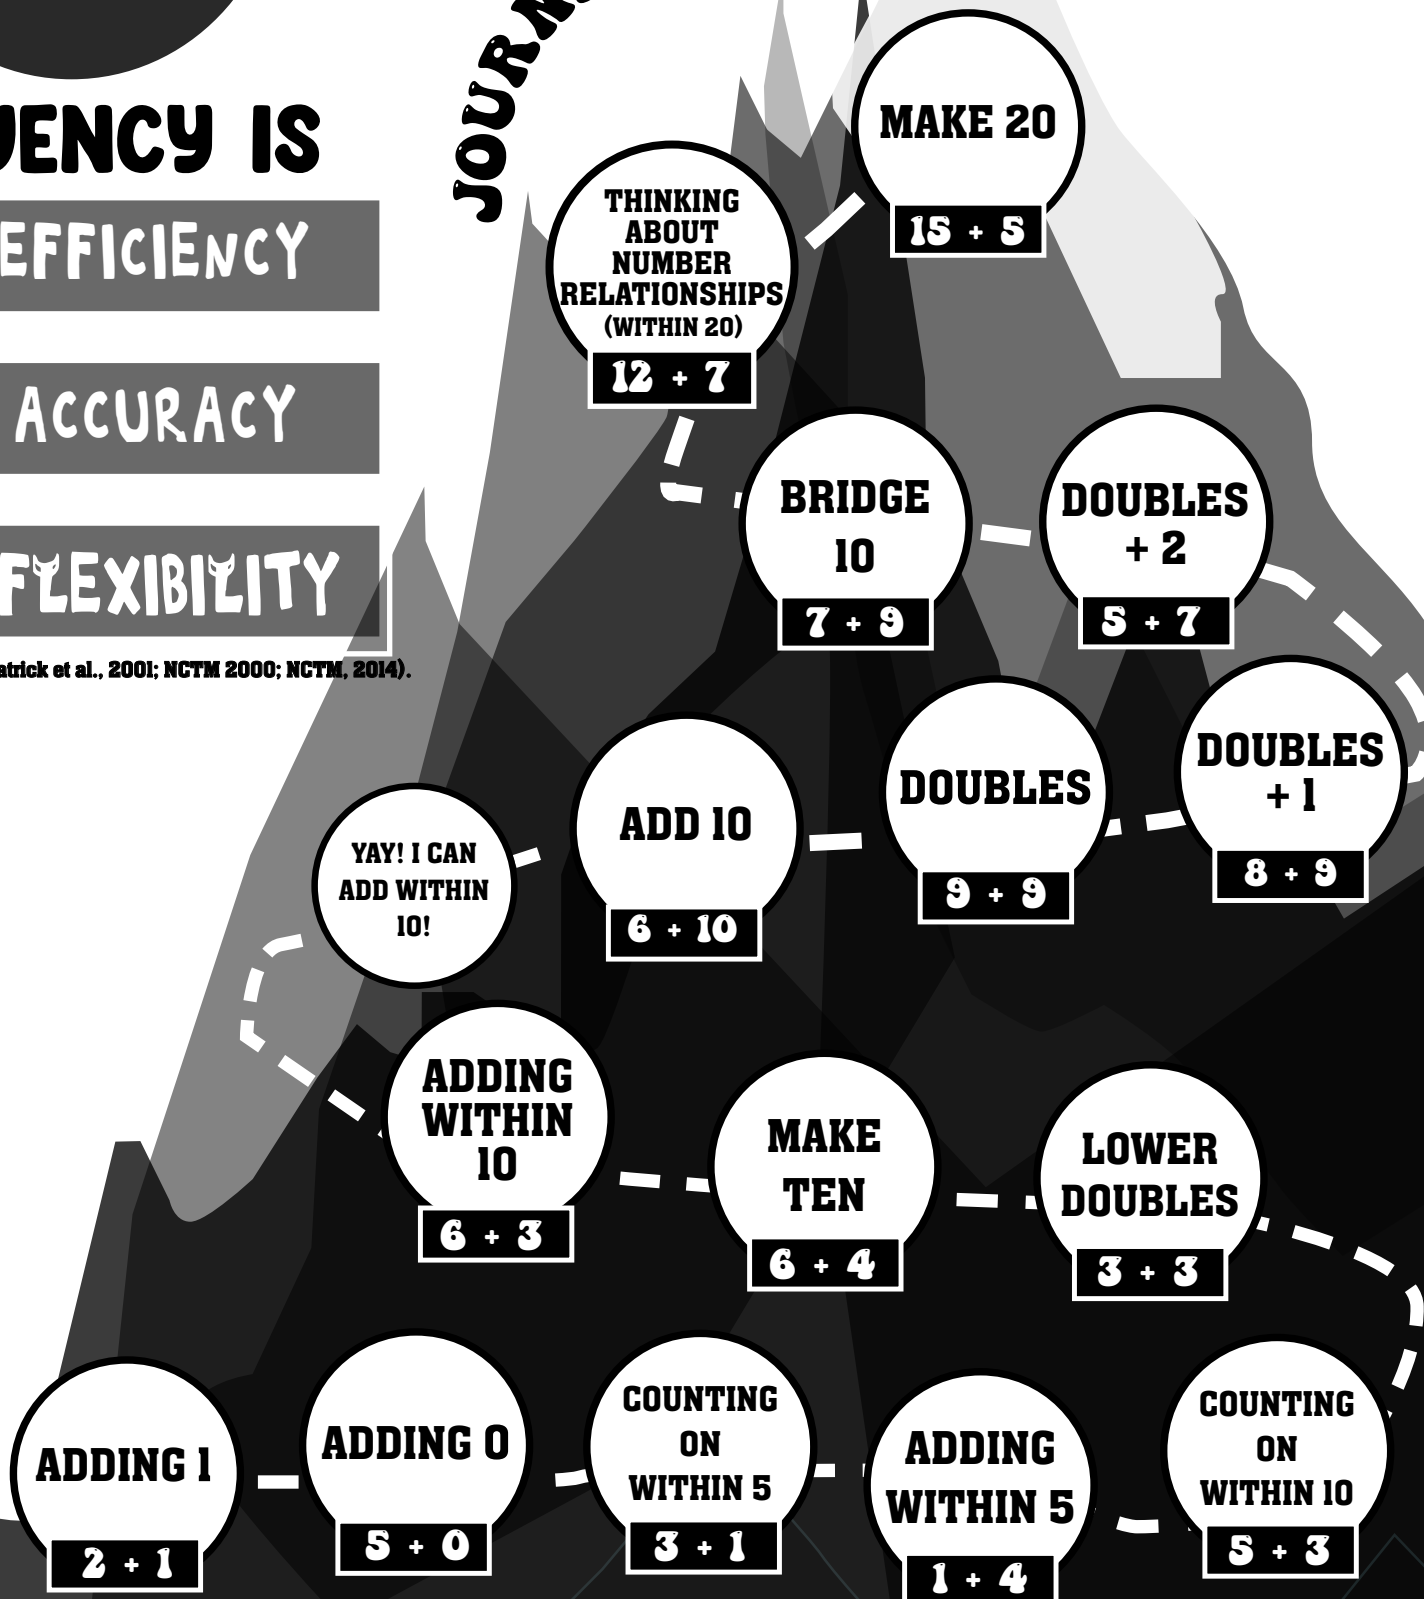 IS
EFFICIENCY
ACCURACY
FLEXIBILITY
et al., 2001; NCTM 2000; NCTM, 2014).
MAKE 20
15 + 5
THINKING
ABOUT
NUMBER
RELATIONSHIPS
(WITHIN 20)
12 + 7
BRIDGE
10
7 + 9
DOUBLES
+ 2
5 + 7
YAY! I CAN
ADD WITHIN
10!
ADD 10
6 + 10
DOUBLES
9 + 9
DOUBLES
+ 1
8 + 9
ADDING
WITHIN
10
6 + 3
MAKE
TEN
6 + 4
LOWER
DOUBLES
3 + 3
ADDING 1
2 + 1
ADDING 0
5 + 0
COUNTING
ON
WITHIN 5
3 + 1
ADDING
WITHIN 5
1 + 4
COUNTING
ON
WITHIN 10
5 + 3